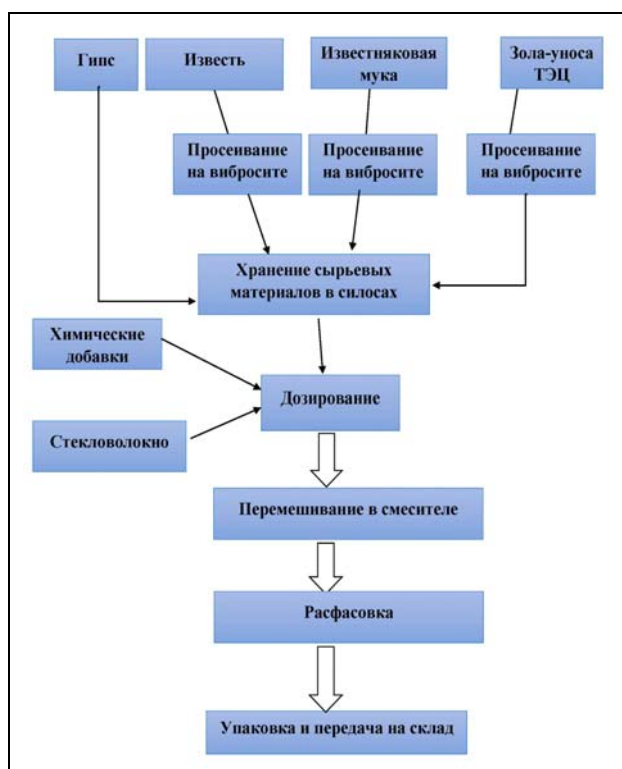 Гипс
Известь
Известняковая
мука
Зола-уноса
ТЭЦ
Просеивание
на вибросите
Просеивание
на вибросите
Просеивание
на вибросите
Хранение сырьевых
материалов в силосах
Химические
добавки
Дозирование
Стекловолокно
Перемешивание в смесителе
Расфасовка
Упаковка и передача на склад